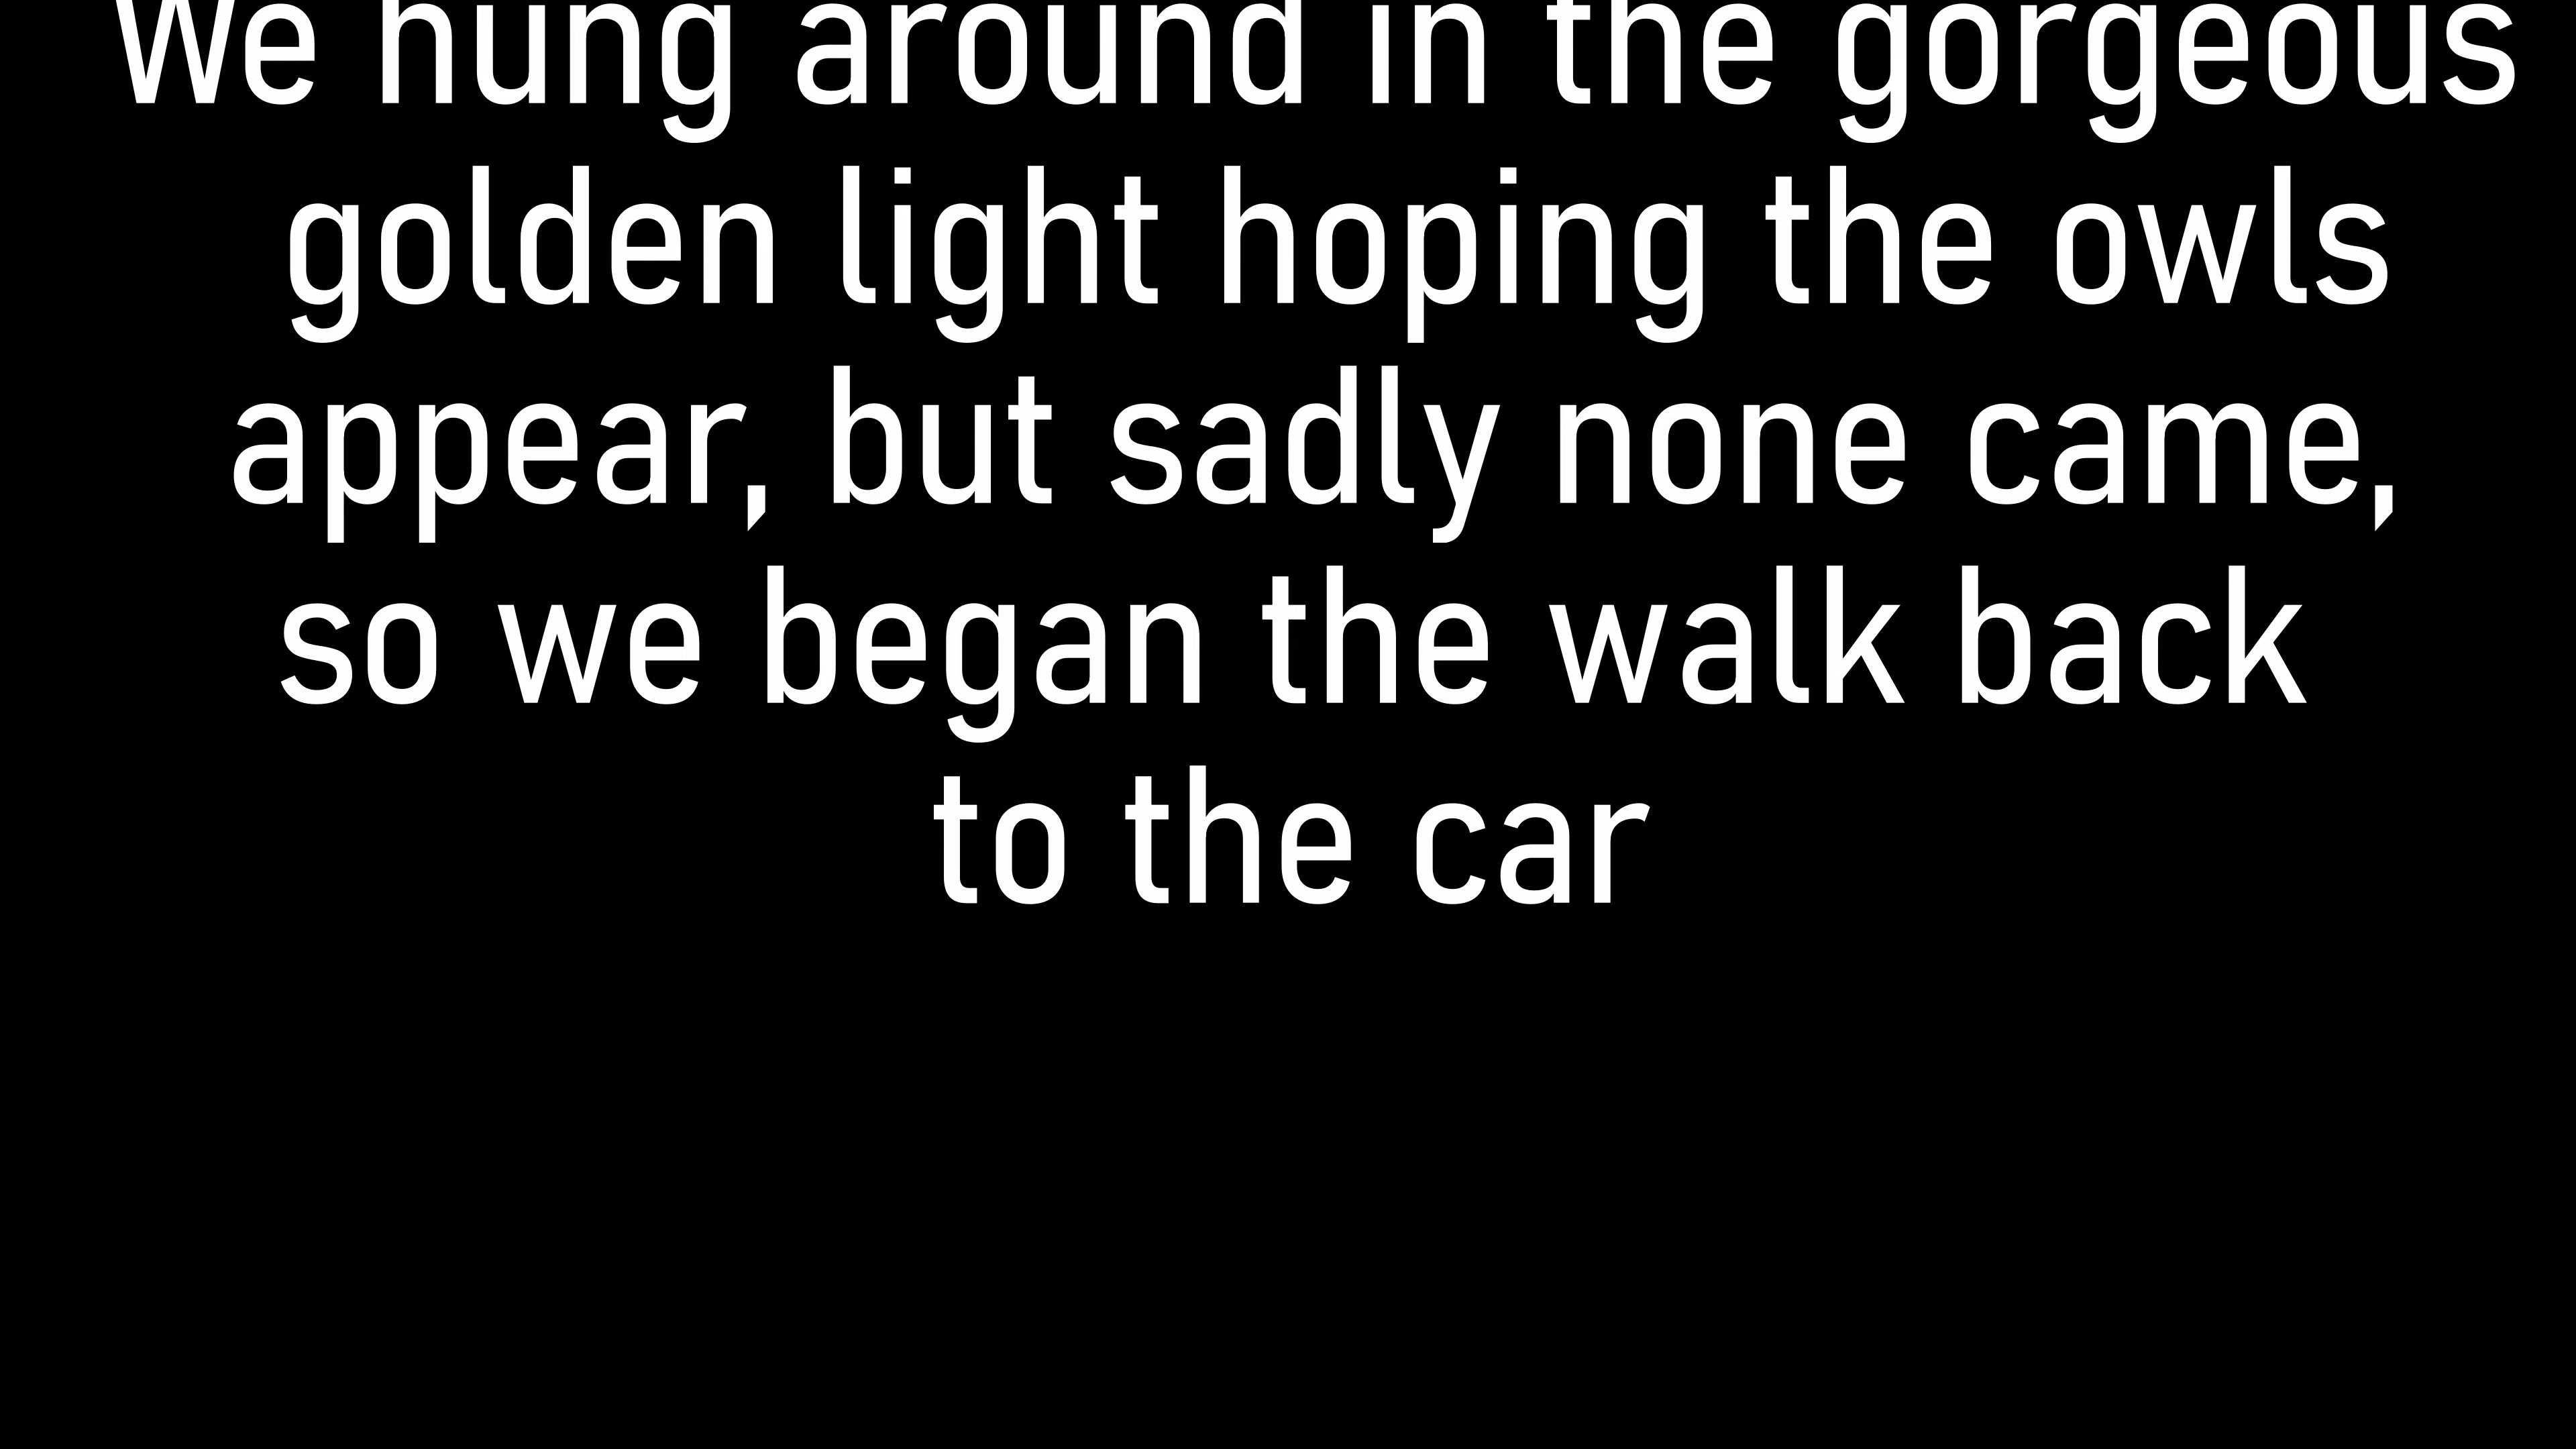 We hung around in the gorgeous
golden light hoping the owls
appear, but sadly none came,
so we began the walk back
to the car